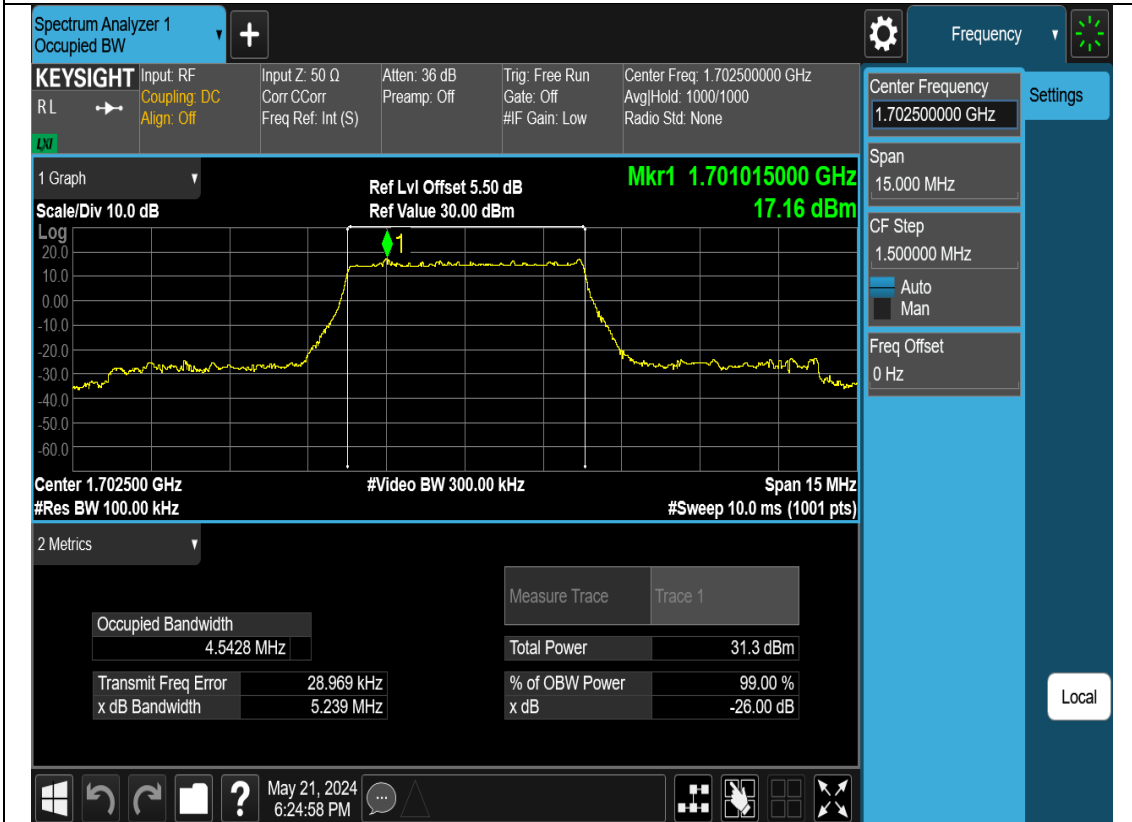 Spectrum Analyzer 1
Occupied BW
+
Frequency
KEYSIGHT
RL
LXI
Input: RF
Coupling: DC
Align: Off
Input Z: 50 Ω
Corr CCorr
Freq Ref: Int (S)
Atten: 36 dB
Preamp: Off
Trig: Free Run
Gate: Off
#IF Gain: Low
Center Freq: 1.702500000 GHz
Avg|Hold: 1000/1000
Radio Std: None
Center Frequency
1.702500000 GHz
Settings
Span
15.000 MHz
CF Step
1.500000 MHz
Auto
Man
Freq Offset
0 Hz
Local
1 Graph
Scale/Div 10.0 dB
Ref Lvl Offset 5.50 dB
Ref Value 30.00 dBm
Mkr1 1.701015000 GHz
17.16 dBm
Log
1
20.0
10.0
0.00
-10.0
-20.0
-30.0
-40.0
-50.0
-60.0
Center 1.702500 GHz
#Video BW 300.00 kHz
Span 15 MHz
#Res BW 100.00 kHz
#Sweep 10.0 ms (1001 pts)
2 Metrics
Measure Trace Trace 1
Occupied Bandwidth
4.5428 MHz
Total Power 31.3 dBm
Transmit Freq Error 28.969 kHz
% of OBW Power 99.00 %
x dB Bandwidth 5.239 MHz
x dB -26.00 dB
?
May 21, 2024
6:24:58 PM